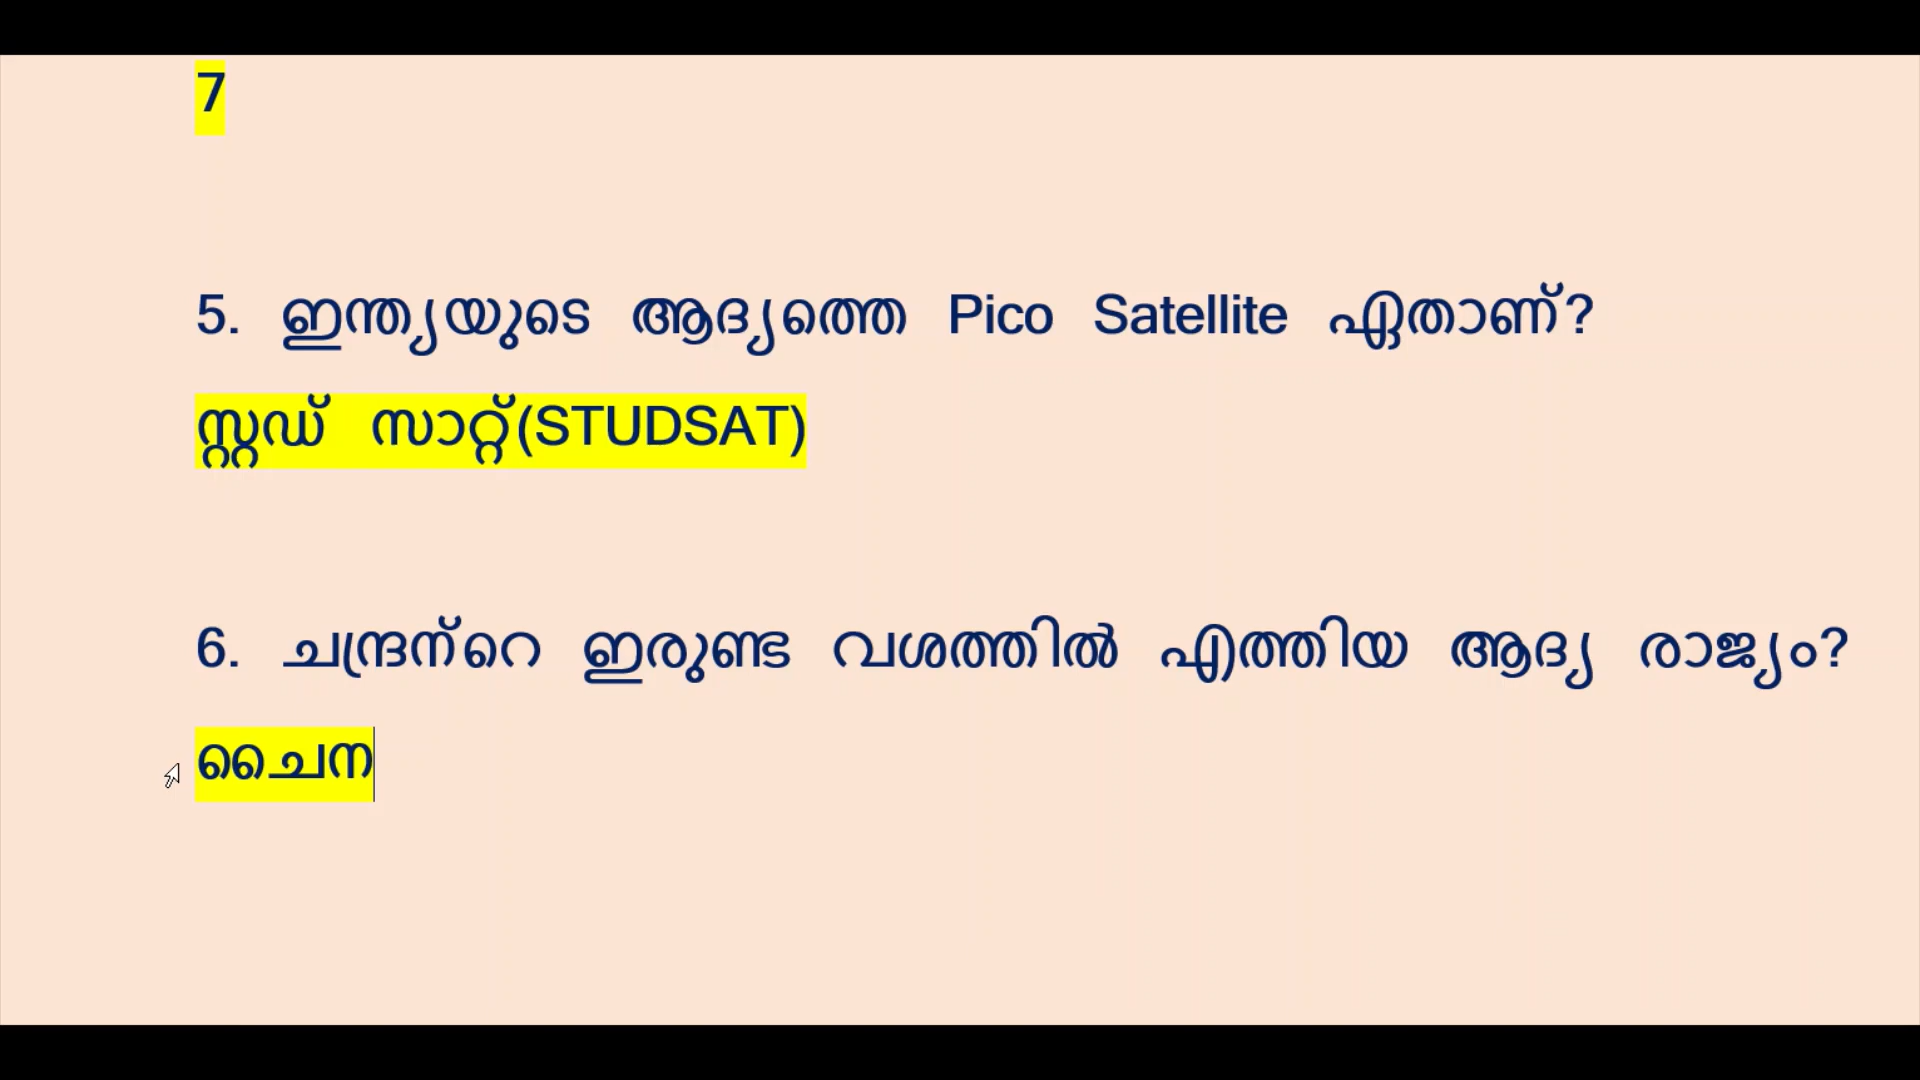 7
5. ഇന്ത്യയുടെ ആദ്യത്തെ Pico Satellite ഏതാണ്?
സ്റ്റഡ് സാറ്റ്(STUDSAT)
6. ചന്ദ്രന്റെ ഇരുണ്ട വശത്തിൽ എത്തിയ ആദ്യ രാജ്യം?
ചൈന